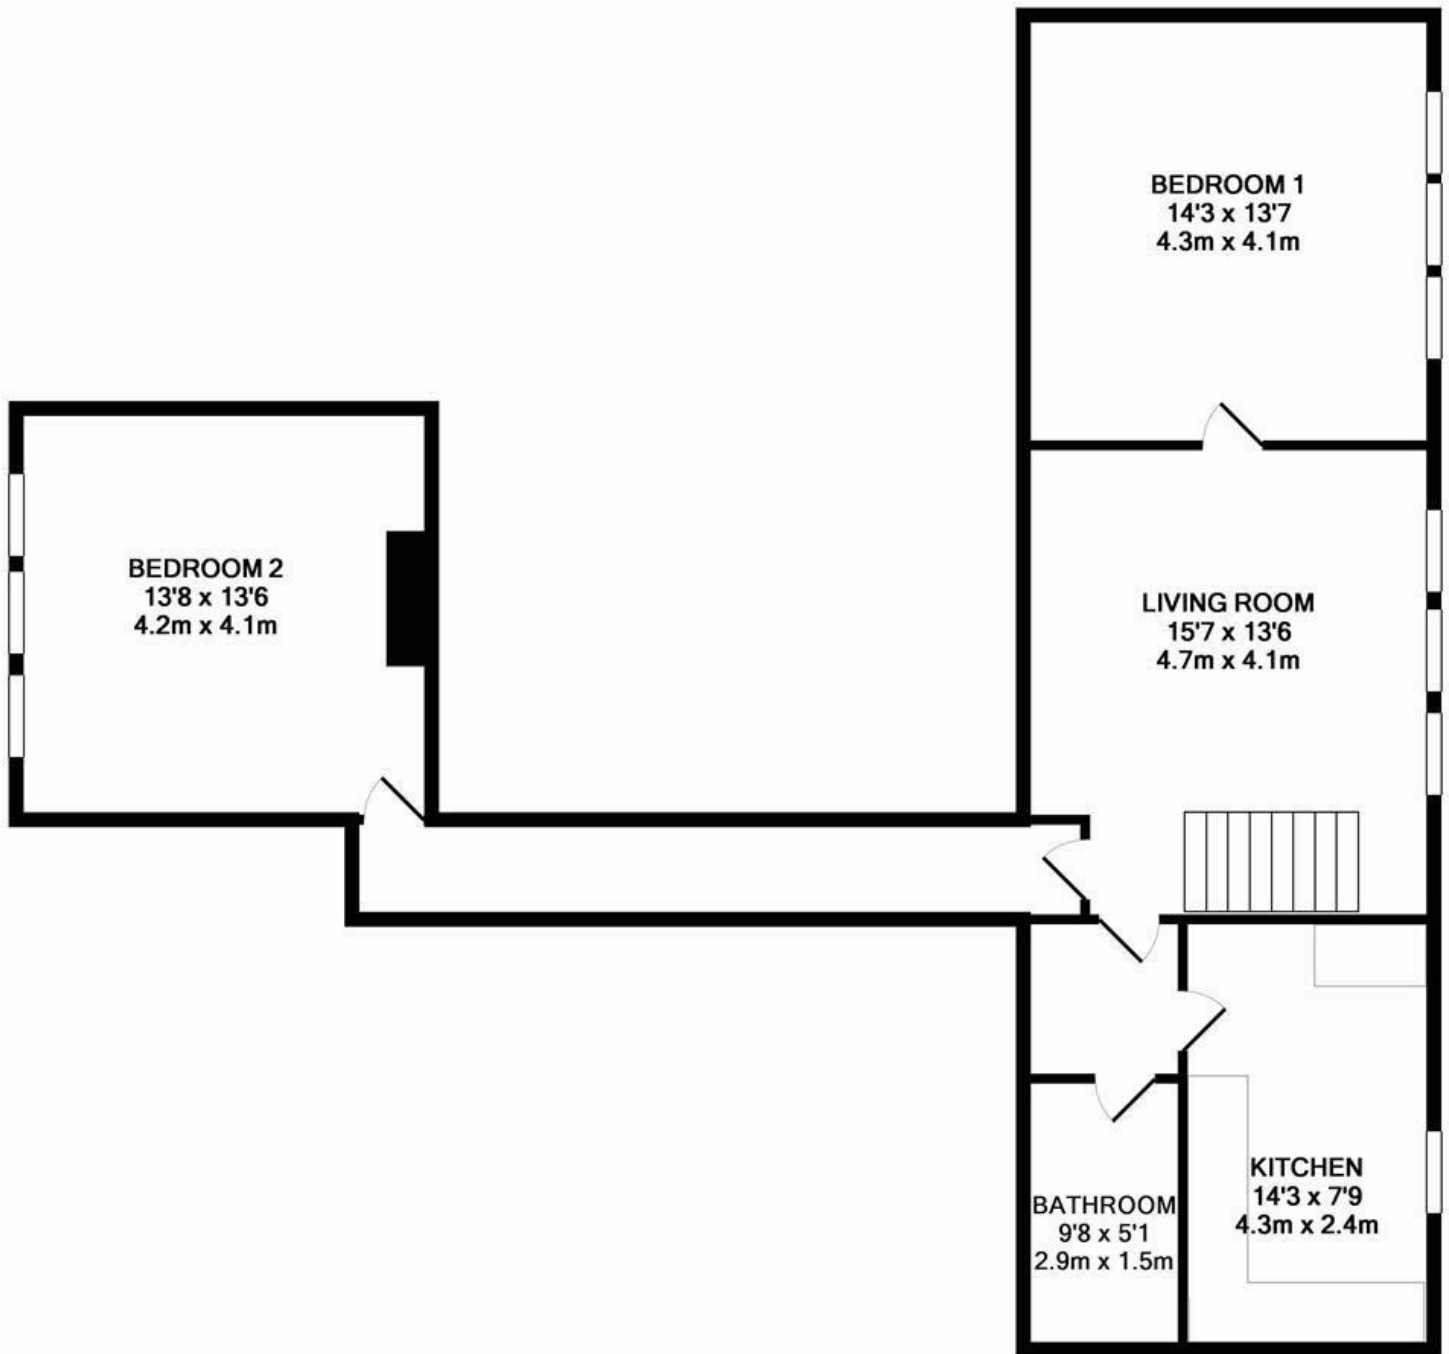 BEDROOM 1
14'3 x 13'7
4.3m x 4.1m
BEDROOM 2
13'8 x 13'6
4.2m x 4.1m
LIVING ROOM
15'7 x 13'6
4.7m x 4.1m
KITCHEN
14'3 x 7'9
4.3m x 2.4m
BATHROOM
9'8 x 5'1
2.9m x 1.5m